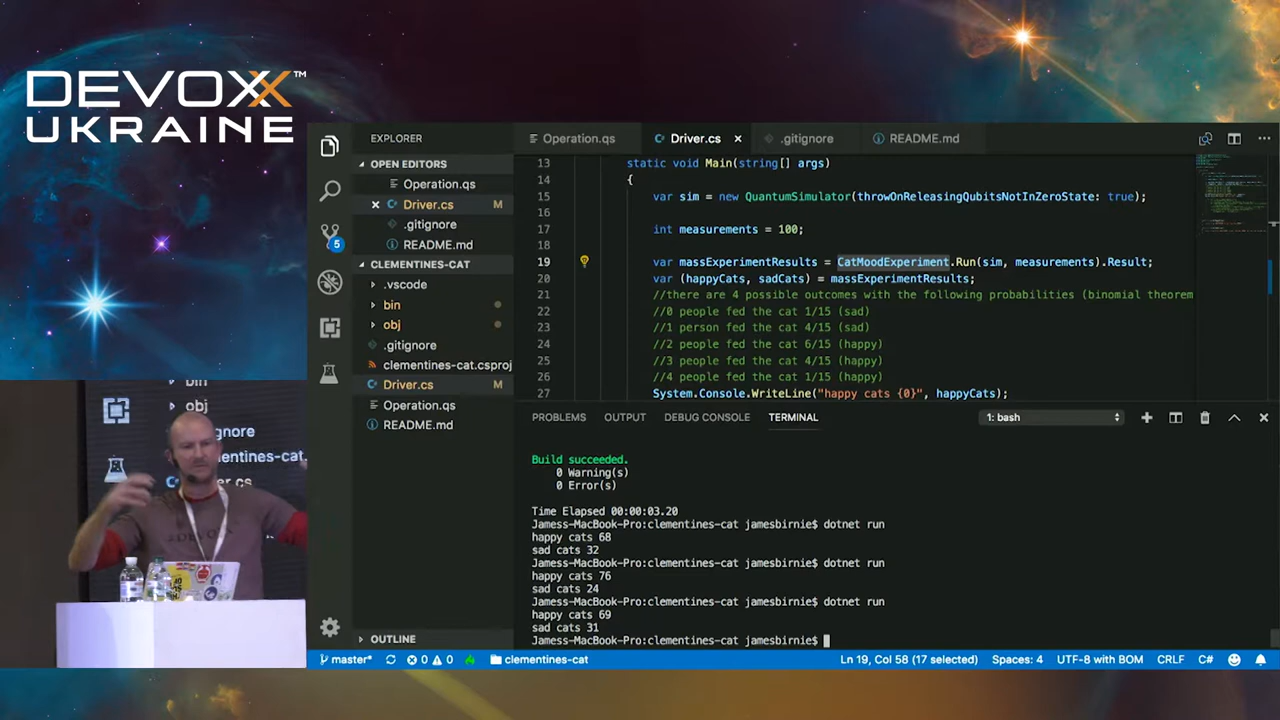 DEVOXX™
UKRAINE
EXPLORER
OPEN EDITORS
Operation.qs
Driver.cs M
.gitignore
README.md
5
CLEMENTINES-CAT
.vscode
bin
obj
.gitignore
clementines-cat.csproj
Driver.cs M
Operation.qs
README.md
OUTLINE
Operation.qs
Driver.cs
.gitignore
README.md
13 static void Main(string[] args)
14 {
15 var sim = new QuantumSimulator(throwOnReleasingQubitsNotInZeroState: true);
16
17 int measurements = 100;
18
19 var massExperimentResults = CatMoodExperiment.Run(sim, measurements).Result;
20 var (happyCats, sadCats) = massExperimentResults;
21 //there are 4 possible outcomes with the following probabilities (binomial theorem
22 //0 people fed the cat 1/15 (sad)
23 //1 person fed the cat 4/15 (sad)
24 //2 people fed the cat 6/15 (happy)
25 //3 people fed the cat 4/15 (happy)
26 //4 people fed the cat 1/15 (happy)
27 System.Console.WriteLine("happy cats {0}", happyCats);
PROBLEMS OUTPUT DEBUG CONSOLE TERMINAL 1: bash
Build succeeded.
0 Warning(s)
0 Error(s)
Time Elapsed 00:00:03.20
Jamess-MacBook-Pro:clementines-cat jamesbirnie$ dotnet run
happy cats 68
sad cats 32
Jamess-MacBook-Pro:clementines-cat jamesbirnie$ dotnet run
happy cats 76
sad cats 24
Jamess-MacBook-Pro:clementines-cat jamesbirnie$ dotnet run
happy cats 69
sad cats 31
Jamess-MacBook-Pro:clementines-cat jamesbirnie$
master* 0 0 clementines-cat Ln 19, Col 58 (17 selected) Spaces: 4 UTF-8 with BOM CRLF C#
bin
obj
gnore
mentines-cat.
er.cs
DEVOXX